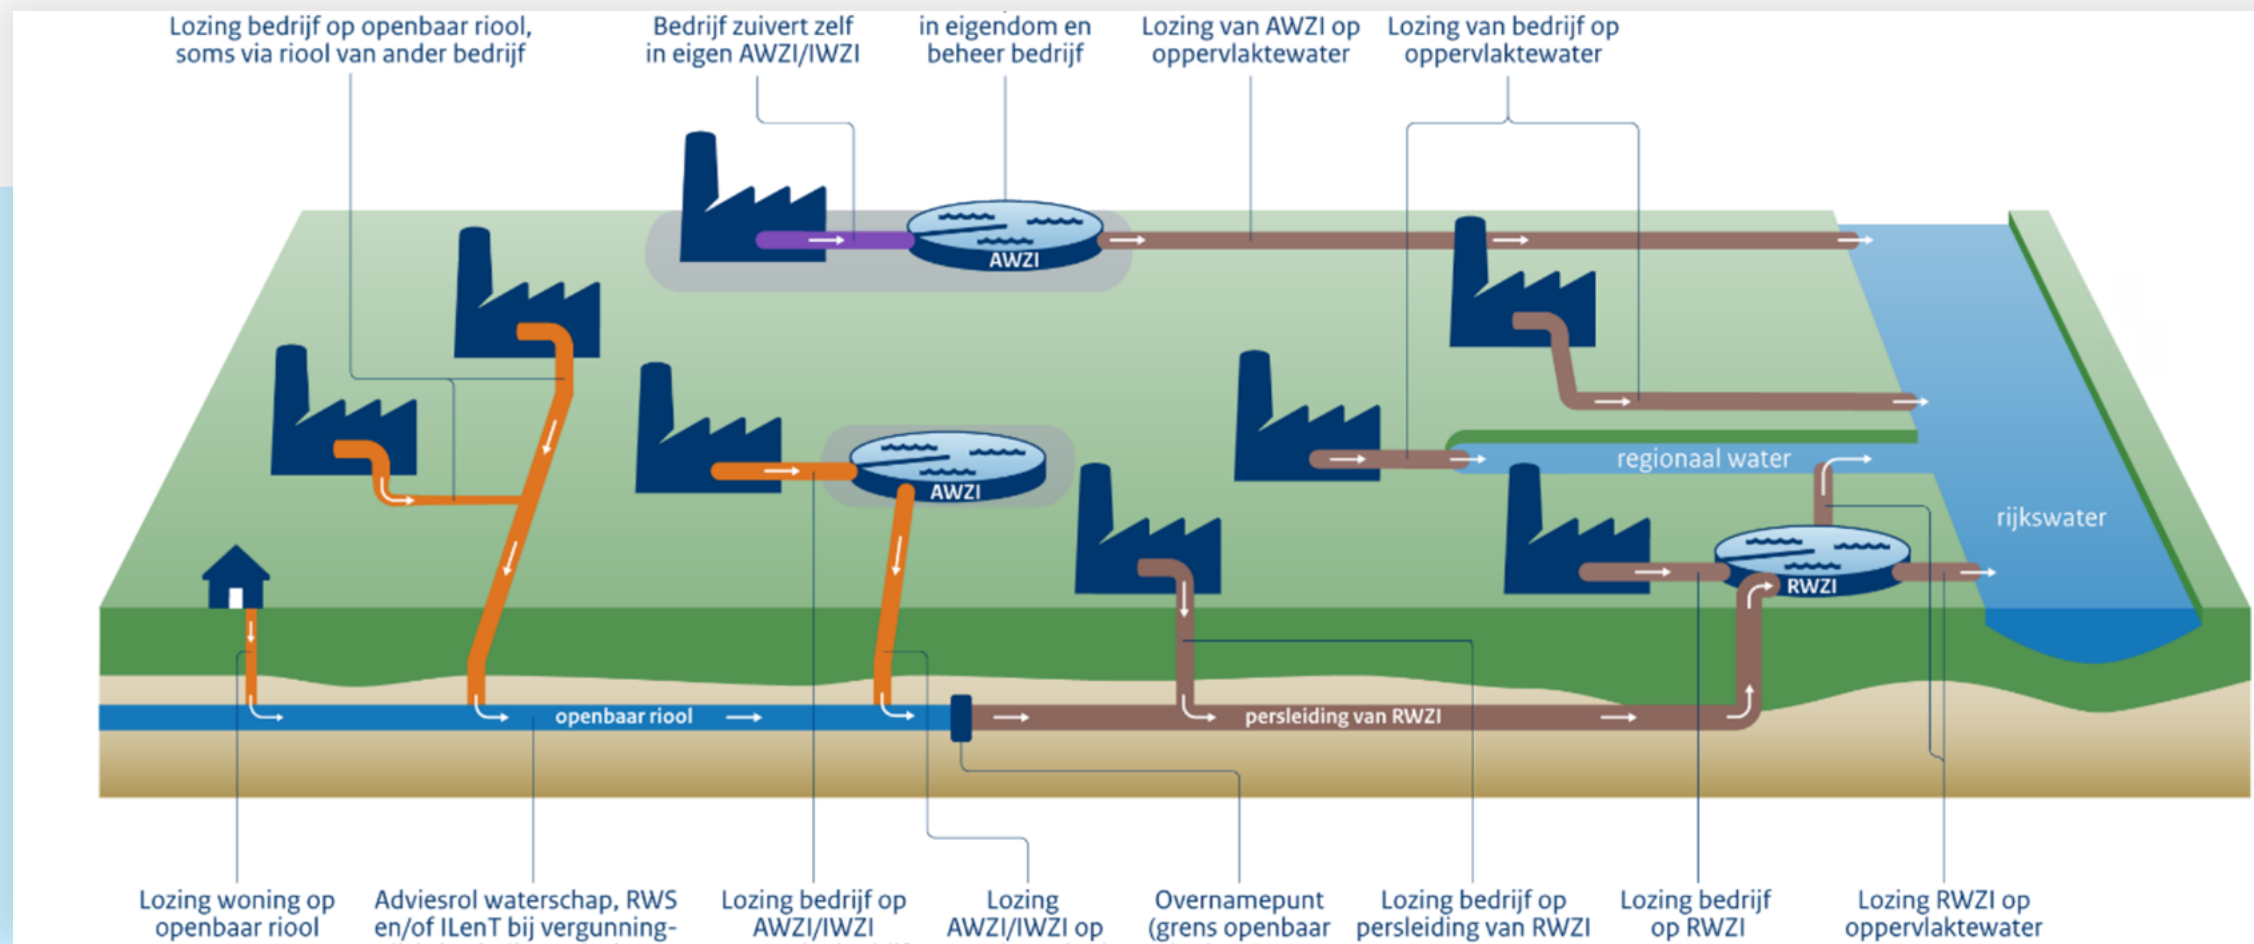 Lozing bedrijf op openbaar riool,
soms via riool van ander bedrijf
Bedrijf zuivert zelf
in eigen AWZI/IWZI
in eigendom en
beheer bedrijf
Lozing van AWZI op
oppervlaktewater
Lozing van bedrijf op
oppervlaktewater
AWZI
AWZI
regionaal water
rijkswater
RWZI
openbaar riool
persleiding van RWZI
Lozing woning op
openbaar riool
Adviesrol waterschap, RWS
en/of ILenT bij vergunning-
Lozing bedrijf op
AWZI/IWZI
Lozing
AWZI/IWZI op
Overnamepunt
(grens openbaar
Lozing bedrijf op
persleiding van RWZI
Lozing bedrijf
op RWZI
Lozing RWZI op
oppervlaktewater